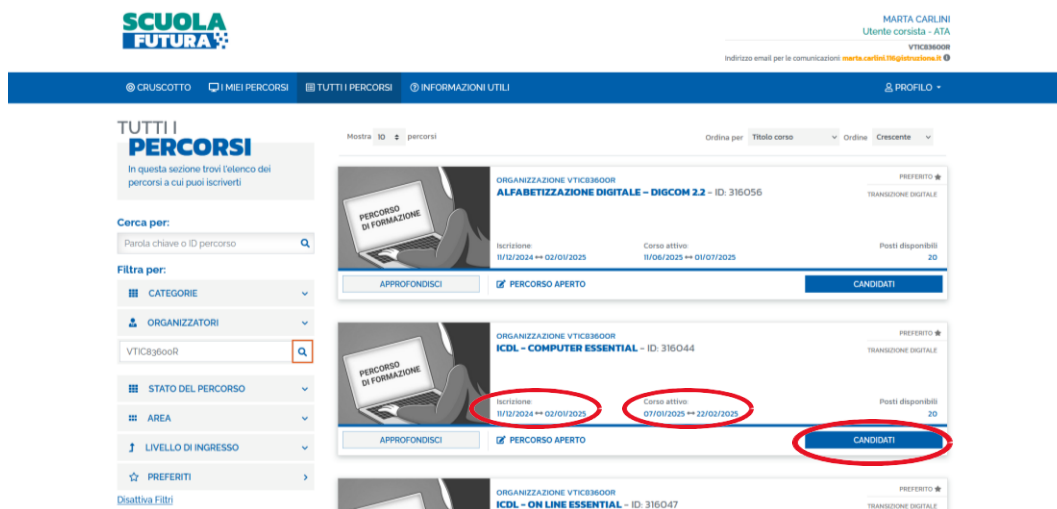 SCUOLA
FUTURA
MARTA CARLINI
Utente corsista - ATA
VTIC83600R
Indirizzo email per le comunicazioni: marta.carlini.116@istruzione.it
CRUSCOTTO
I MIEI PERCORSI
TUTTI I PERCORSI
INFORMAZIONI UTILI
PROFILO
TUTTI I
PERCORSI
In questa sezione trovi l'elenco dei
percorsi a cui puoi iscriverti
Cerca per:
Parola chiave o ID percorso
Filtra per:
CATEGORIE
ORGANIZZATORI
VTIC83600R
STATO DEL PERCORSO
AREA
LIVELLO DI INGRESSO
PREFERITI
Disattiva Filtri
Mostra 10 percorsi
Ordina per Titolo corso Ordine Crescente
PERCORSO
DI FORMAZIONE
ORGANIZZAZIONE VTIC83600R
ALFABETIZZAZIONE DIGITALE – DIGCOM 2.2 - ID: 316056
PREFERITO
TRANSIZIONE DIGITALE
Iscrizione: Corso attivo: Posti disponibili
11/12/2024 ↔ 02/01/2025 11/06/2025 ↔ 01/07/2025 20
APPROFONDISCI PERCORSO APERTO CANDIDATI
PERCORSO
DI FORMAZIONE
ORGANIZZAZIONE VTIC83600R
ICDL - COMPUTER ESSENTIAL - ID: 316044
PREFERITO
TRANSIZIONE DIGITALE
Iscrizione: Corso attivo: Posti disponibili
11/12/2024 ↔ 02/01/2025 07/01/2025 ↔ 22/02/2025 20
APPROFONDISCI PERCORSO APERTO CANDIDATI
ORGANIZZAZIONE VTIC83600R
ICDL - ON LINE ESSENTIAL - ID: 316047
PREFERITO
TRANSIZIONE DIGITALE